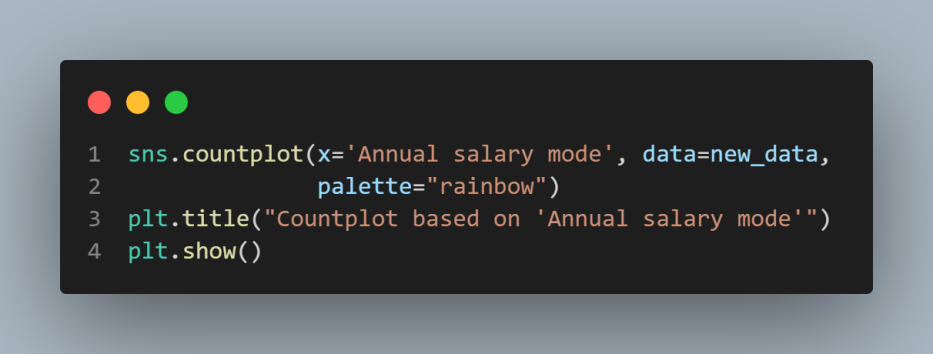 1 sns.countplot(x='Annual salary mode', data=new_data,
2 palette="rainbow")
3 plt.title("Countplot based on 'Annual salary mode'")
4 plt.show()